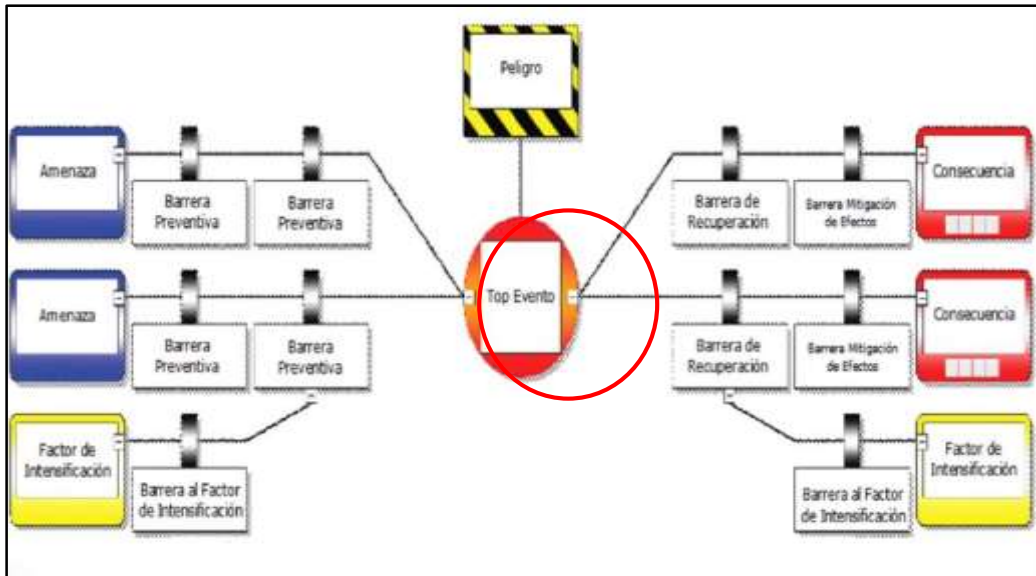 Peligro
Amenaza
Barrera
Preventiva
Barrera
Preventiva
Barrera de
Recuperación
Barrera Mitigación
de Efectos
Consecuencia
Top Evento
Amenaza
Barrera
Preventiva
Barrera
Preventiva
Barrera de
Recuperación
Barrera Mitigación
de Efectos
Consecuencia
Factor de
Intensificación
Barrera al Factor
de Intensificación
Barrera al Factor
de Intensificación
Factor de
Intensificación